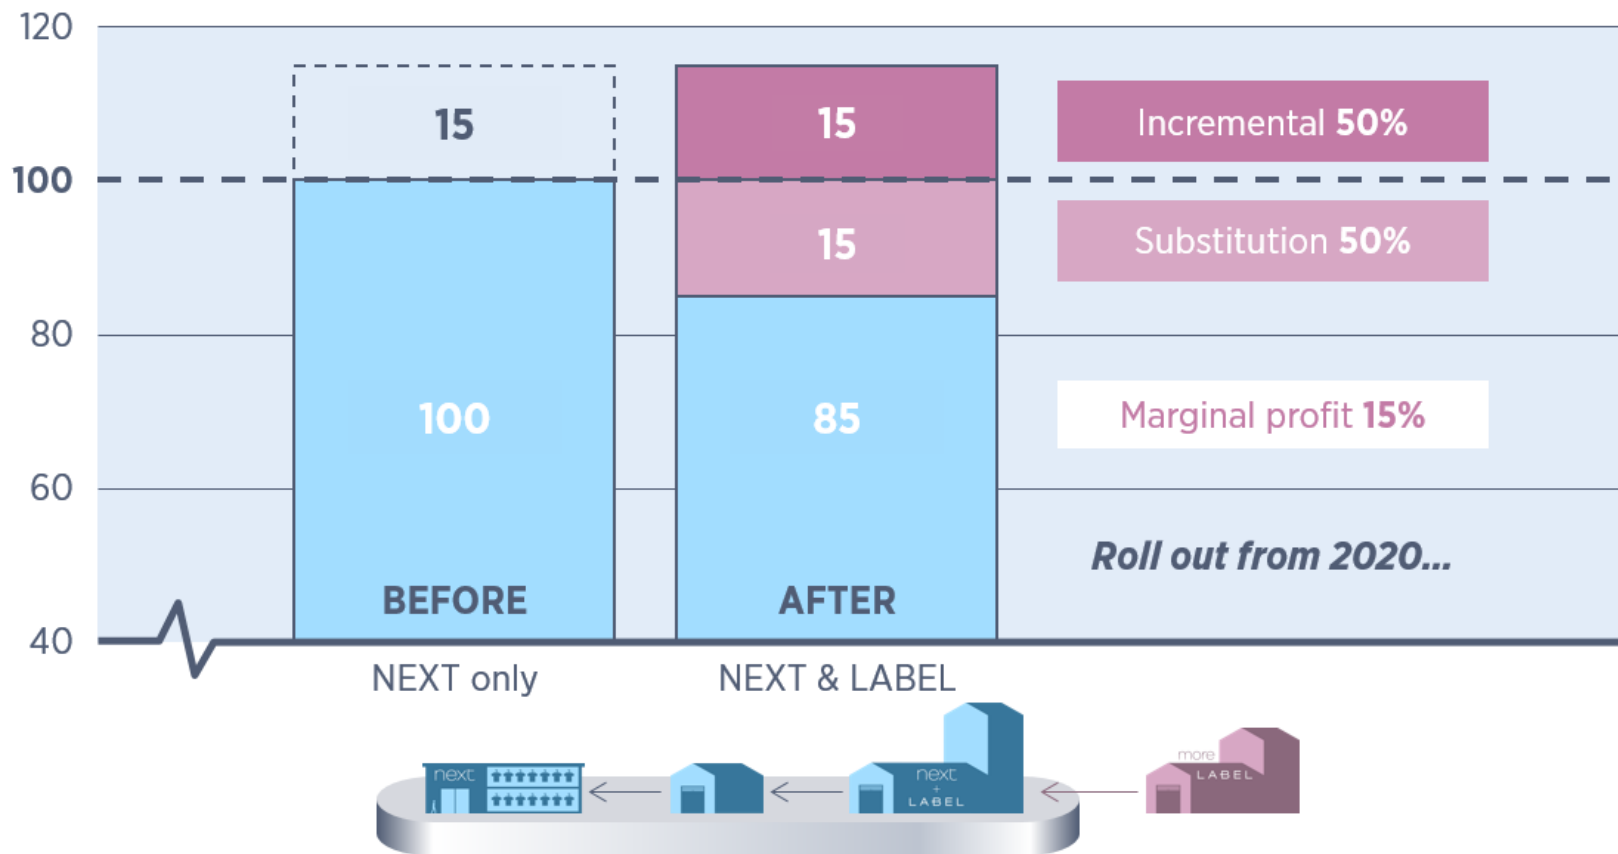 120
15
15
Incremental 50%
100
15
Substitution 50%
80
100
85
Marginal profit 15%
60
Roll out from 2020...
BEFORE
AFTER
40
NEXT only
NEXT & LABEL
next
next
+
LABEL
more
LABEL